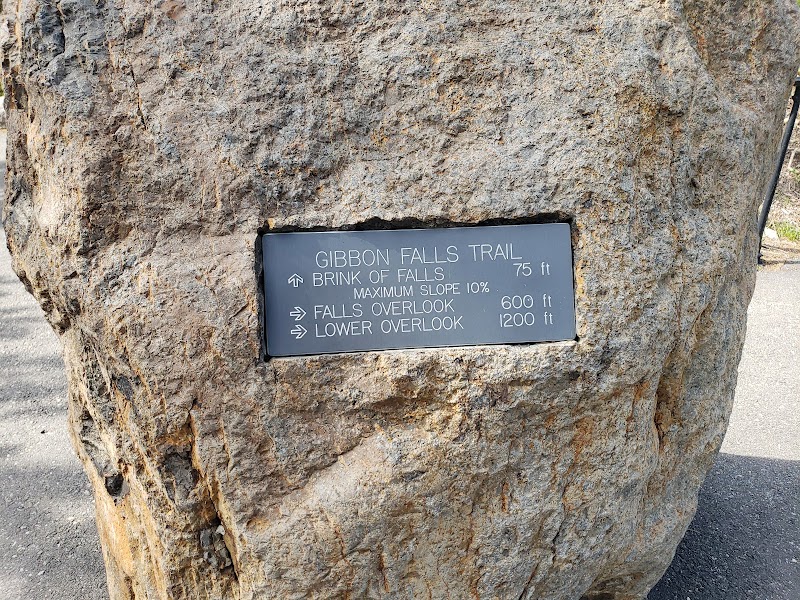 GIBBON FALLS TRAIL
BRINK OF FALLS 75 ft
MAXIMUM SLOPE 10%
FALLS OVERLOOK 600 ft
LOWER OVERLOOK 1200 ft